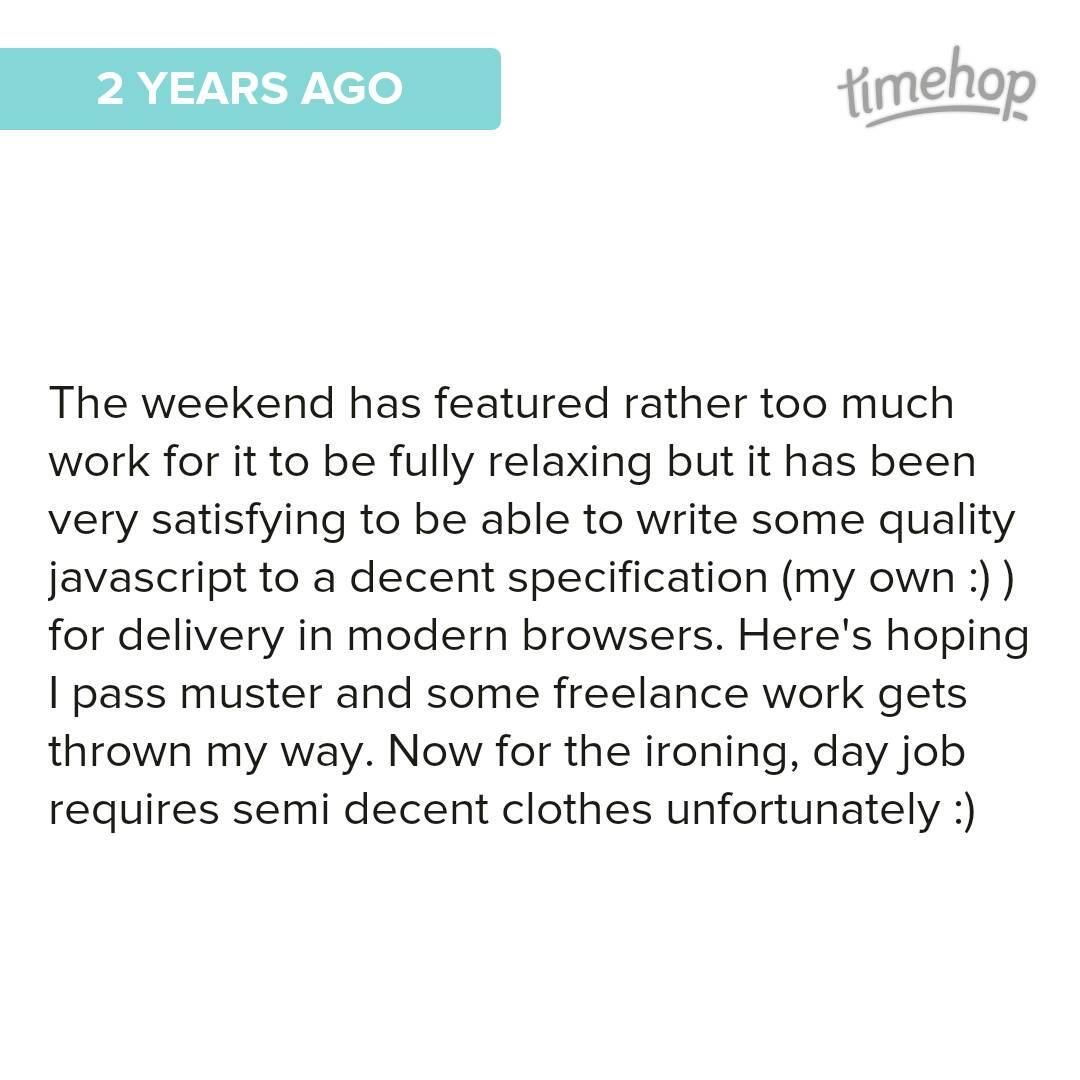 2 YEARS AGO
timehop
The weekend has featured rather too much
work for it to be fully relaxing but it has been
very satisfying to be able to write some quality
javascript to a decent specification (my own :) )
for delivery in modern browsers. Here's hoping
I pass muster and some freelance work gets
thrown my way. Now for the ironing, day job
requires semi decent clothes unfortunately :)